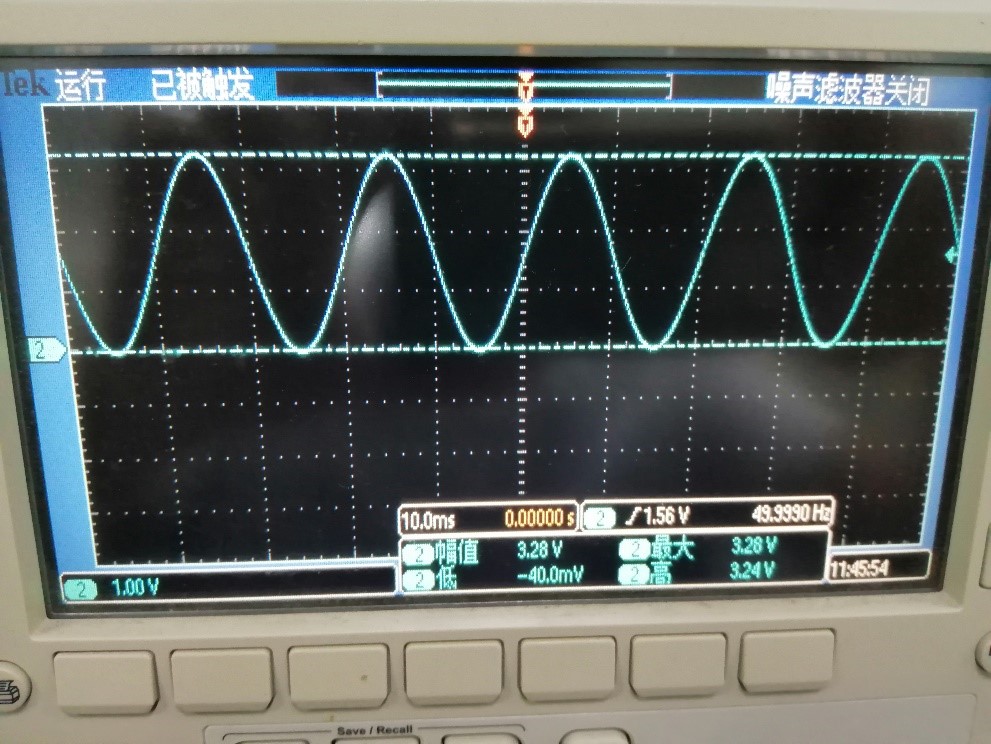 Tek 运行 已被触发 噪声滤波器关闭
T
T
2
10.0ms 0.00000 s 2 1.56 V 49.9990 Hz
2 幅值 3.28 V 2 最大 3.28 V
2 低 -40.0mV 2 高 3.24 V
2 1.00 V 11:45:54
Save / Recall